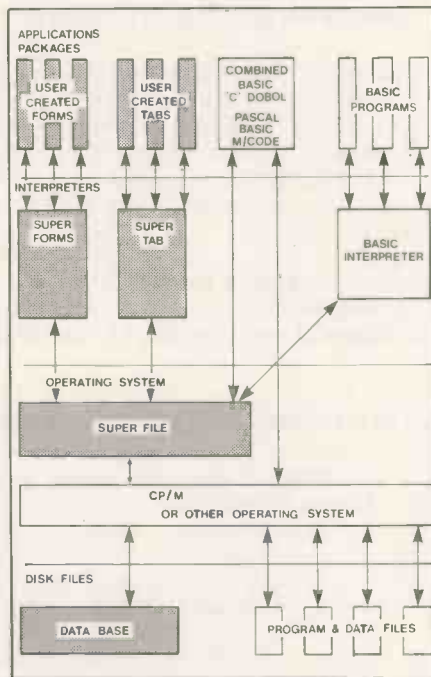 APPLICATIONS
PACKAGES
USER
CREATED
FORMS
USER
CREATED
TABS
COMBINED
BASIC
'C' DOBOL
PASCAL
BASIC
M/CODE
BASIC
PROGRAMS
INTERPRETERS
SUPER
FORMS
SUPER
TAB
BASIC
INTERPRETER
OPERATING SYSTEM
SUPER FILE
CP/M
OR OTHER OPERATING SYSTEM
DISK FILES
DATA BASE
PROGRAM & DATA FILES